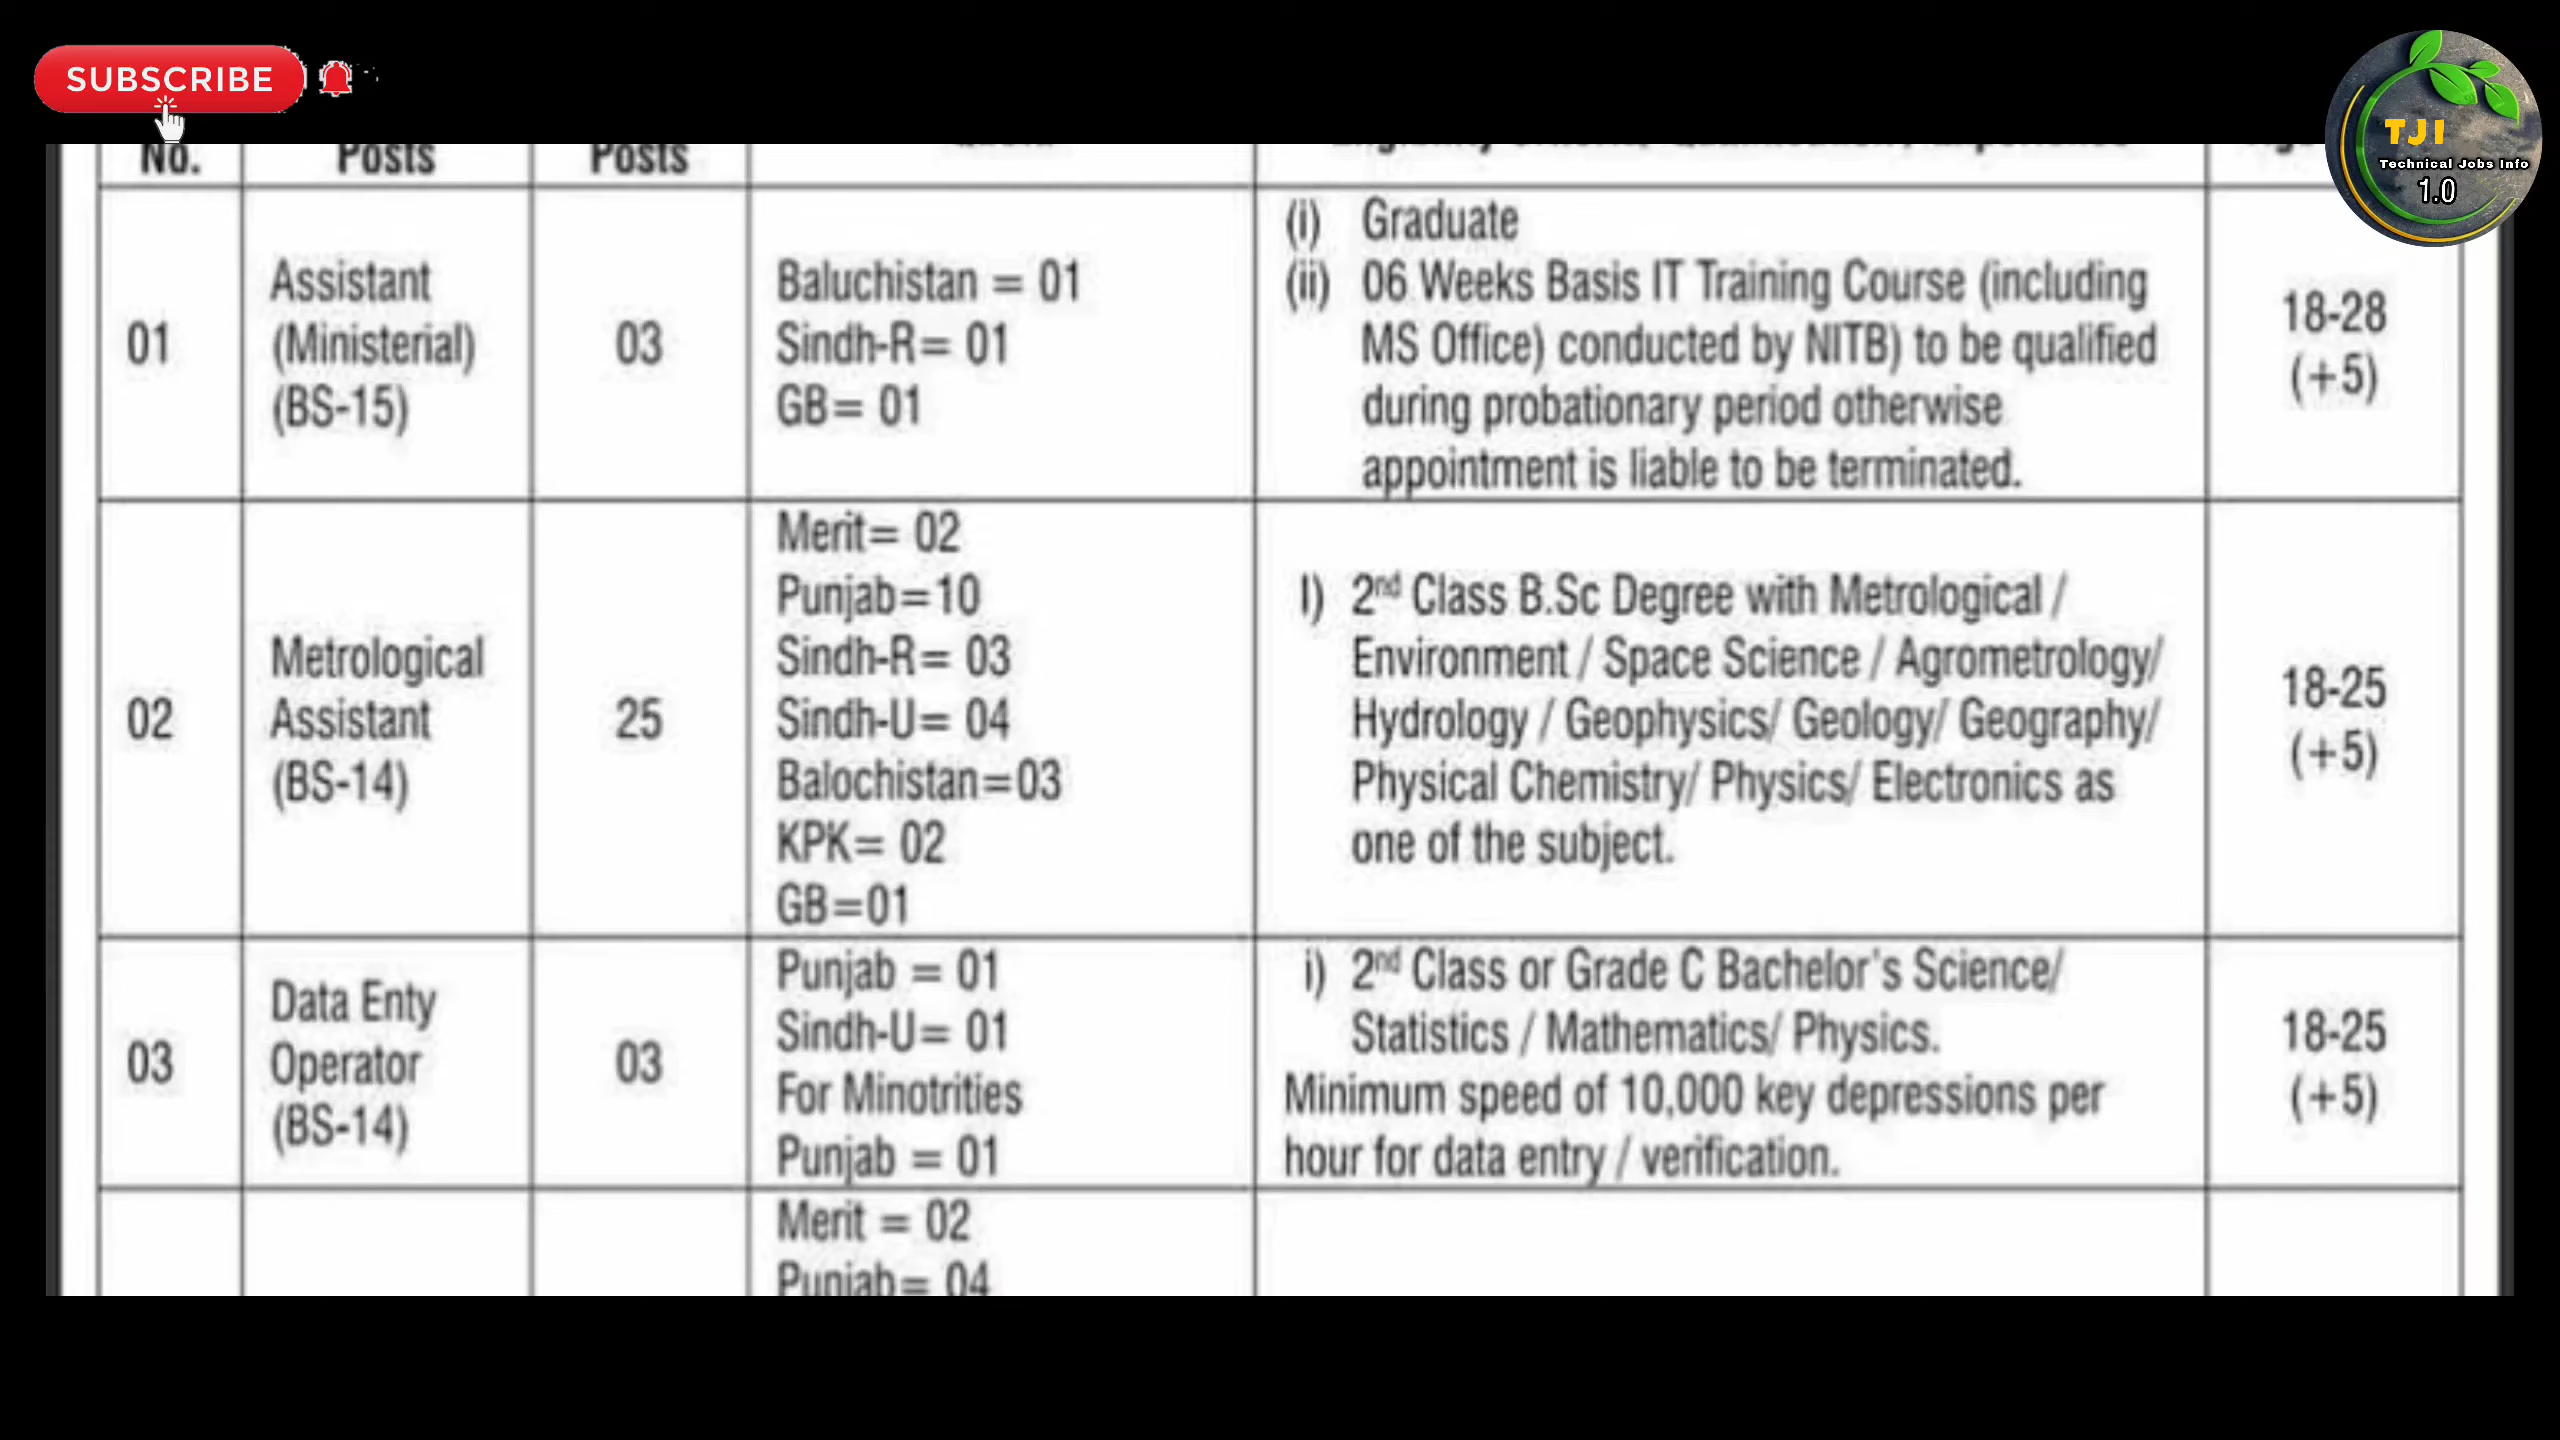 SUBSCRIBE
TJI
Technical Jobs Info
1.0
No.
Posts
Posts
01
Assistant
(Ministerial)
(BS-15)
03
Baluchistan = 01
Sindh-R= 01
GB= 01
(i) Graduate
(ii) 06 Weeks Basis IT Training Course (including
MS Office) conducted by NITB) to be qualified
during probationary period otherwise
appointment is liable to be terminated.
18-28
(+5)
02
Metrological
Assistant
(BS-14)
25
Merit= 02
Punjab=10
Sindh-R= 03
Sindh-U= 04
Balochistan=03
KPK= 02
GB=01
I) 2nd Class B.Sc Degree with Metrological /
Environment / Space Science / Agrometrology/
Hydrology / Geophysics/ Geology/ Geography/
Physical Chemistry/ Physics/ Electronics as
one of the subject.
18-25
(+5)
03
Data Enty
Operator
(BS-14)
03
Punjab = 01
Sindh-U= 01
For Minotrities
Punjab = 01
i) 2nd Class or Grade C Bachelor's Science/
Statistics / Mathematics/ Physics.
Minimum speed of 10,000 key depressions per
hour for data entry / verification.
18-25
(+5)
Merit = 02
Punjab= 04